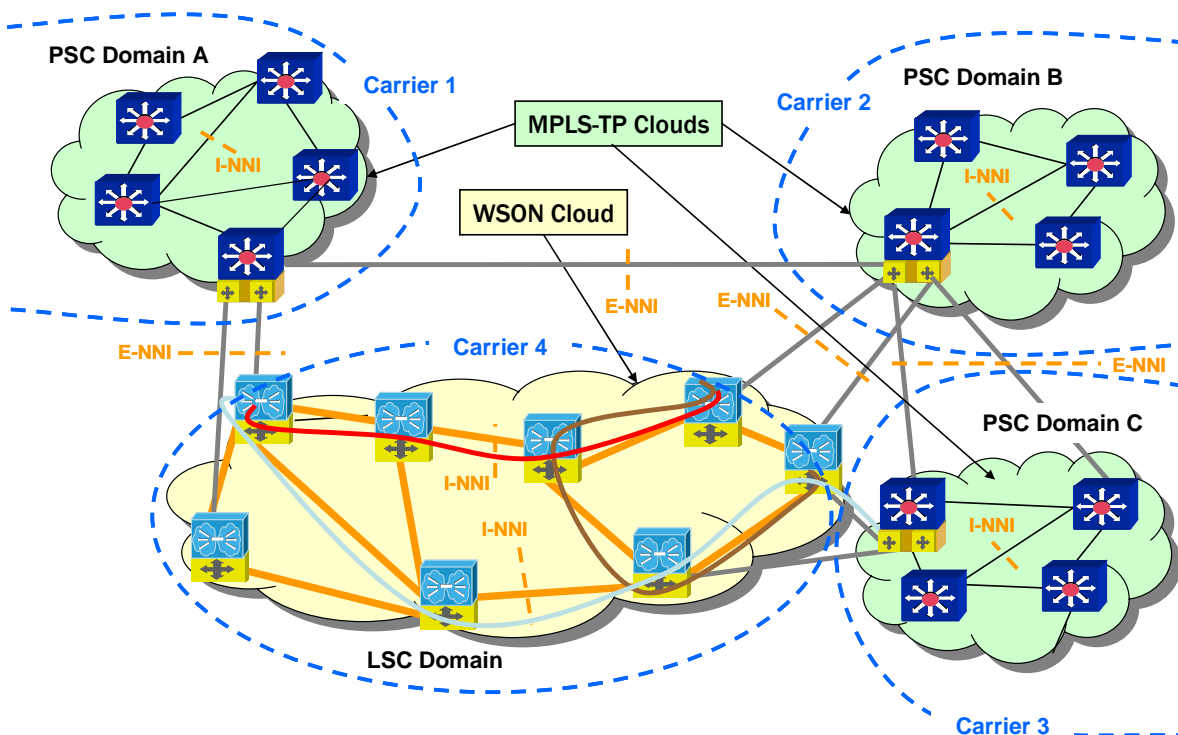 PSC Domain A
Carrier 1
I-NNI
MPLS-TP Clouds
WSON Cloud
PSC Domain B
Carrier 2
I-NNI
E-NNI
E-NNI
E-NNI
Carrier 4
E-NNI
PSC Domain C
I-NNI
I-NNI
I-NNI
LSC Domain
Carrier 3